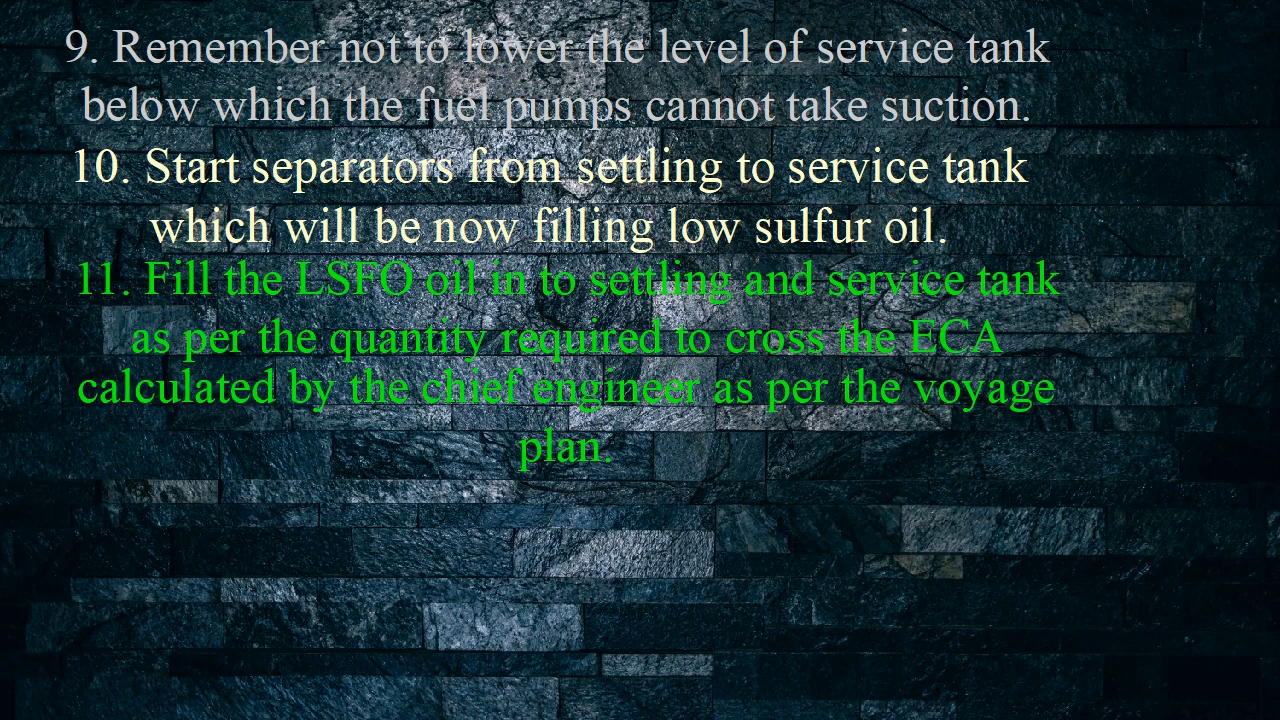 9. Remember not to lower the level of service tank
below which the fuel pumps cannot take suction.
10. Start separators from settling to service tank
which will be now filling low sulfur oil.
11. Fill the LSFO oil in to settling and service tank
as per the quantity required to cross the ECA
calculated by the chief engineer as per the voyage
plan.